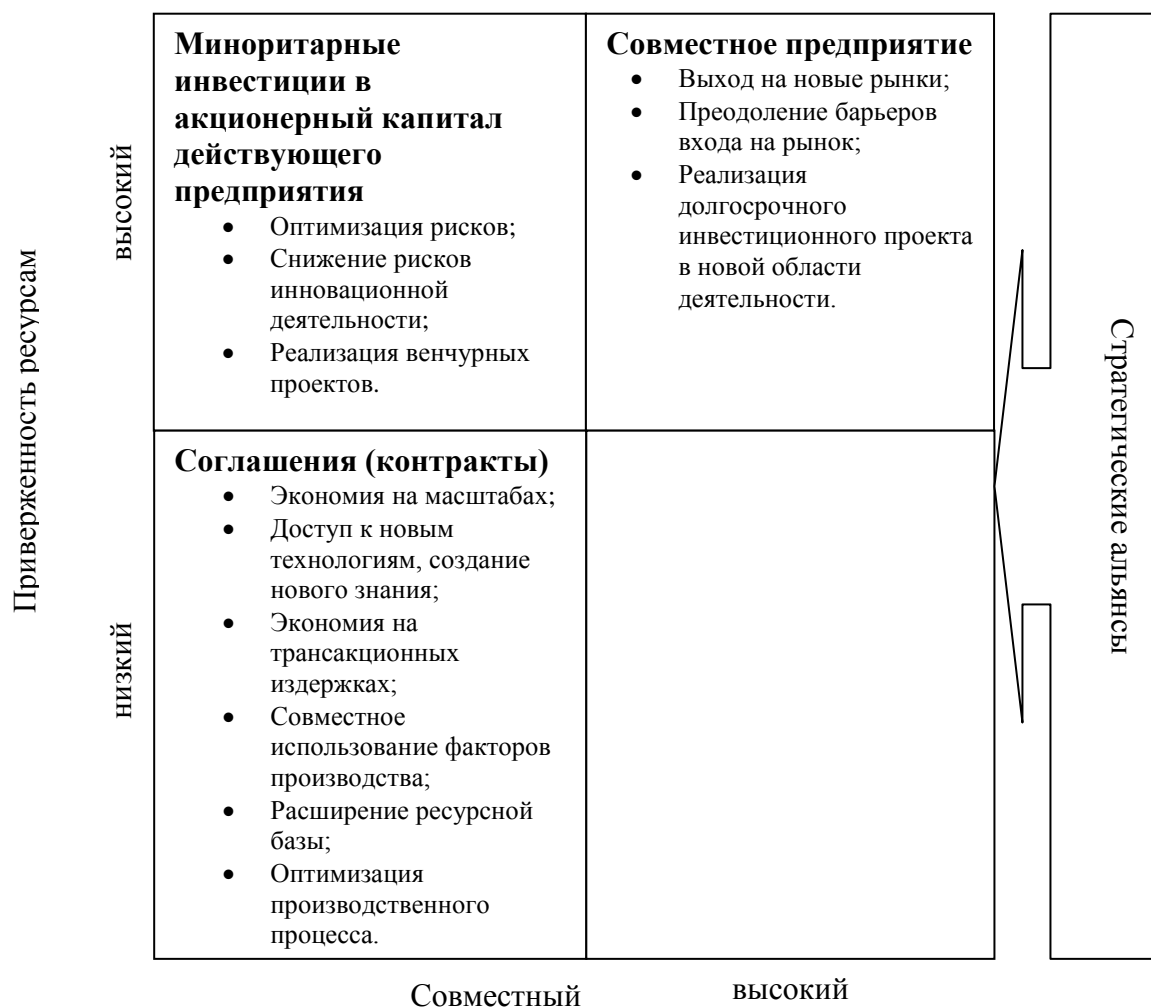 Миноритарные
инвестиции в
акционерный капитал
действующего
предприятия
• Оптимизация рисков;
• Снижение рисков
инновационной
деятельности;
• Реализация венчурных
проектов.
Совместное предприятие
• Выход на новые рынки;
• Преодоление барьеров
входа на рынок;
• Реализация
долгосрочного
инвестиционного проекта
в новой области
деятельности.
Соглашения (контракты)
• Экономия на масштабах;
• Доступ к новым
технологиям, создание
нового знания;
• Экономия на
трансакционных
издержках;
• Совместное
использование факторов
производства;
• Расширение ресурсной
базы;
• Оптимизация
производственного
процесса.
Приверженность ресурсам
высокий
низкий
Стратегические альянсы
Совместный
высокий